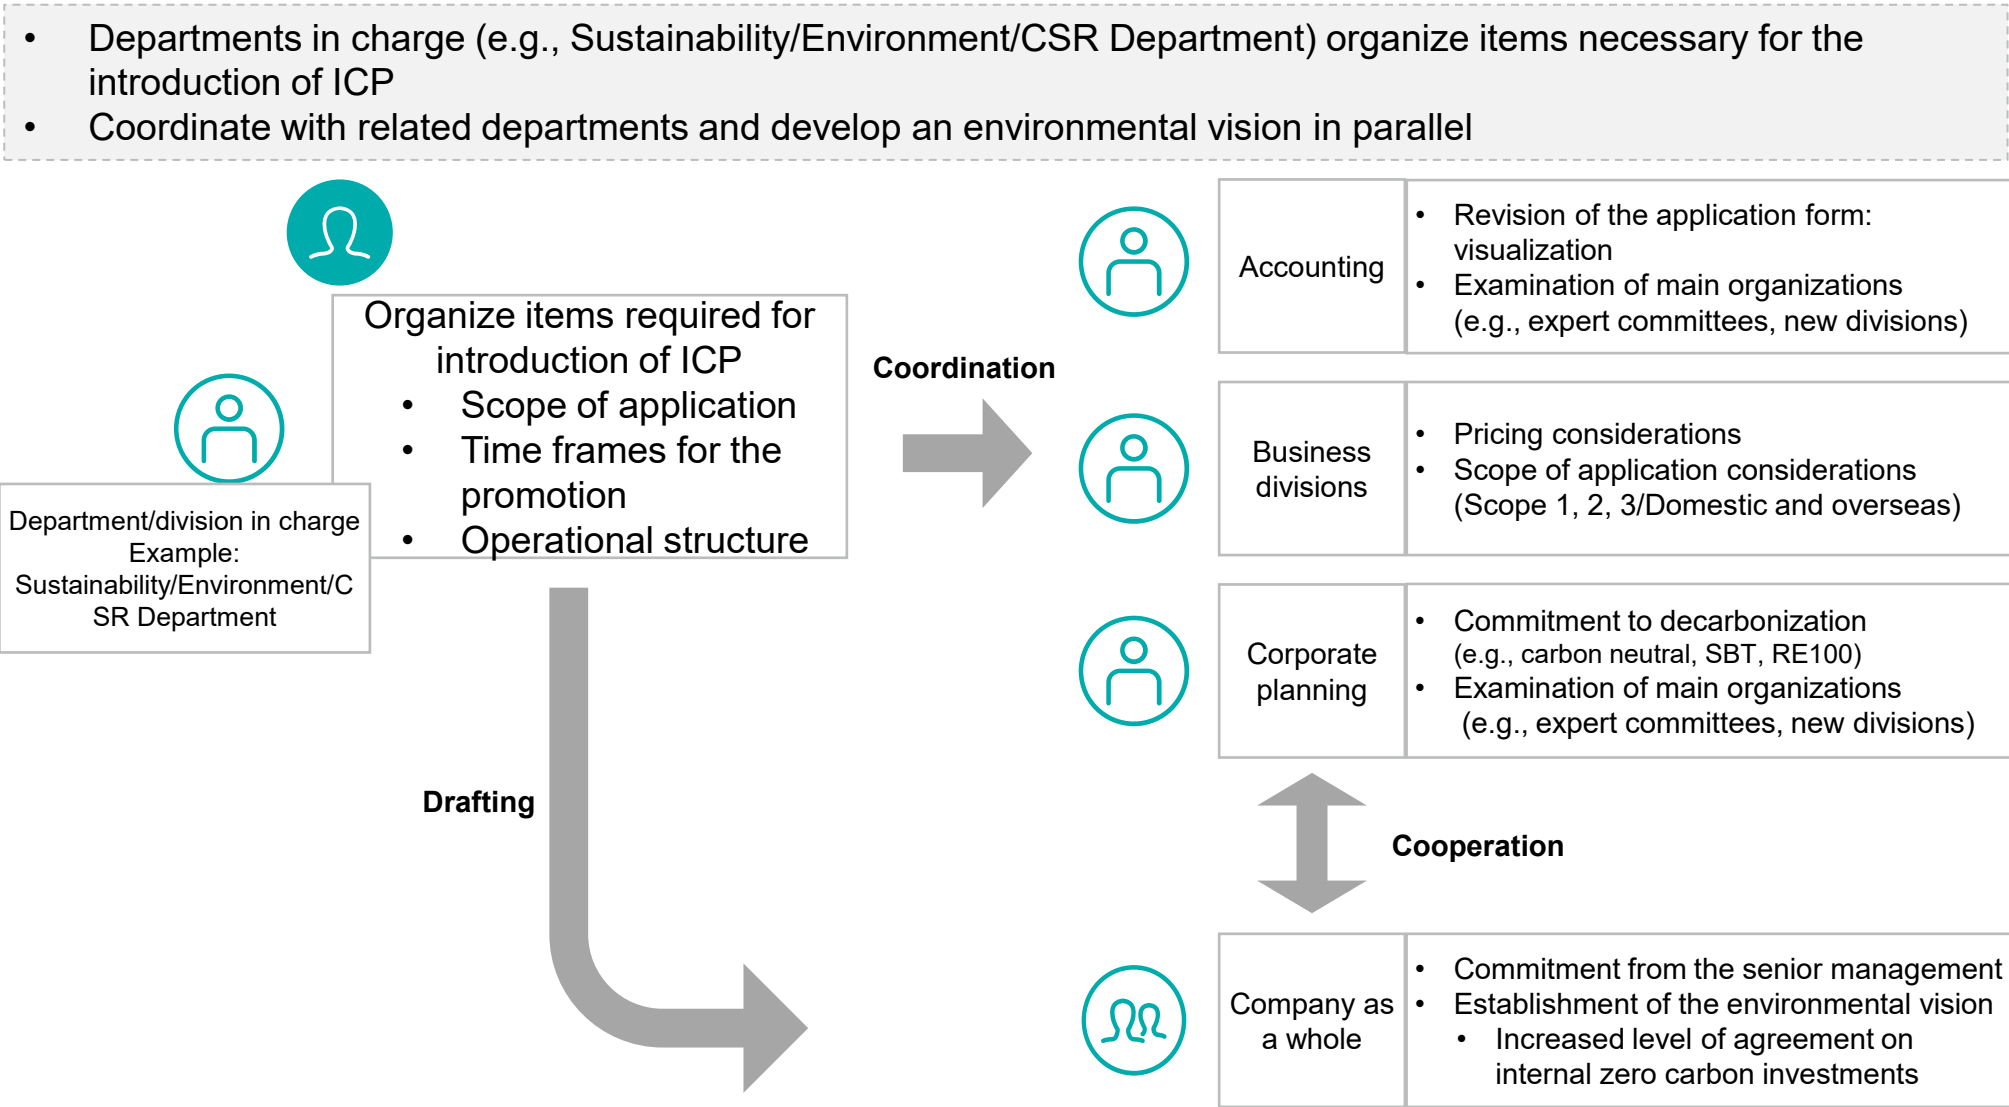 • Departments in charge (e.g., Sustainability/Environment/CSR Department) organize items necessary for the
introduction of ICP
• Coordinate with related departments and develop an environmental vision in parallel
Organize items required for
introduction of ICP
• Scope of application
• Time frames for the
promotion
• Operational structure
Department/division in charge
Example:
Sustainability/Environment/C
SR Department
Coordination
Drafting
Accounting
• Revision of the application form:
visualization
• Examination of main organizations
(e.g., expert committees, new divisions)
Business
divisions
• Pricing considerations
• Scope of application considerations
(Scope 1, 2, 3/Domestic and overseas)
Corporate
planning
• Commitment to decarbonization
(e.g., carbon neutral, SBT, RE100)
• Examination of main organizations
(e.g., expert committees, new divisions)
Cooperation
Company as
a whole
• Commitment from the senior management
• Establishment of the environmental vision
• Increased level of agreement on
internal zero carbon investments